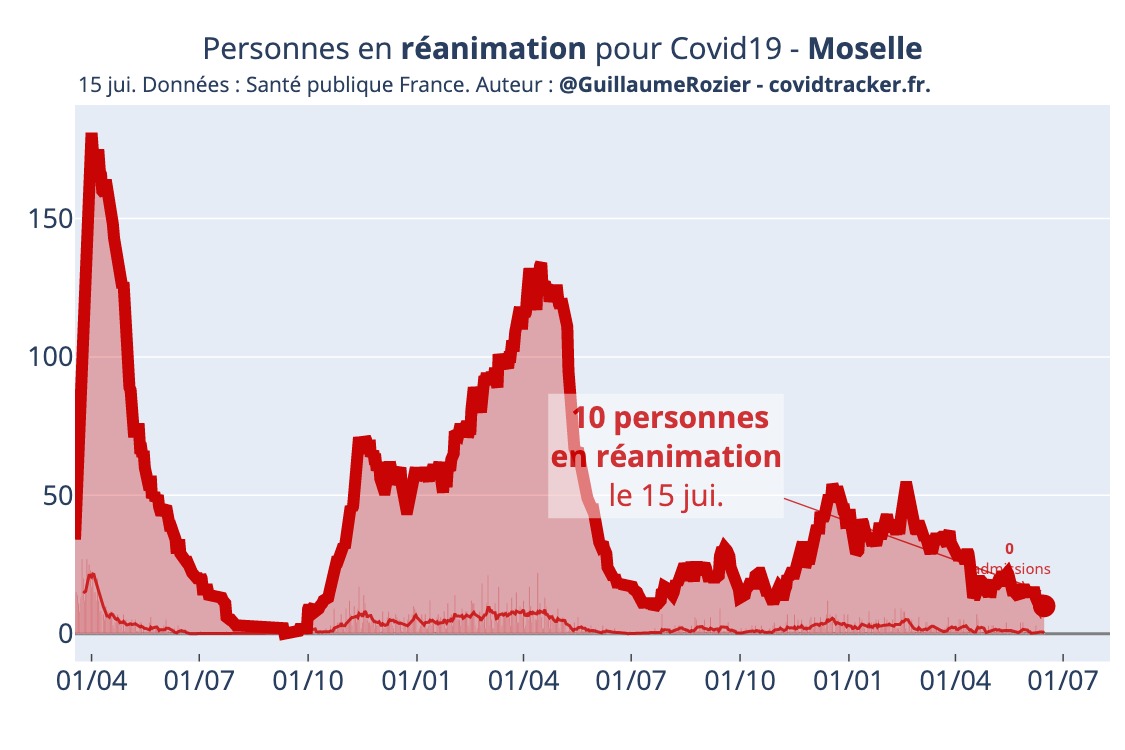 Personnes en réanimation pour Covid19 - Moselle
15 jui. Données : Santé publique France. Auteur : @GuillaumeRozier - covidtracker.fr.
150
100
50
0
10 personnes
en réanimation
le 15 jui.
0
admissions
01/04 01/07 01/10 01/01 01/04 01/07 01/10 01/01 01/04 01/07